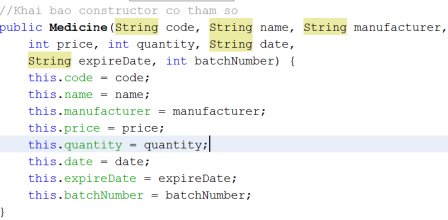 //Khai bao constructor co tham so
public Medicine(String code, String name, String manufacturer,
int price, int quantity, String date,
String expireDate, int batchNumber) {
this.code = code;
this.name = name;
this.manufacturer = manufacturer;
this.price = price;
this.quantity = quantity;
this.date = date;
this.expireDate = expireDate;
this.batchNumber = batchNumber;
}